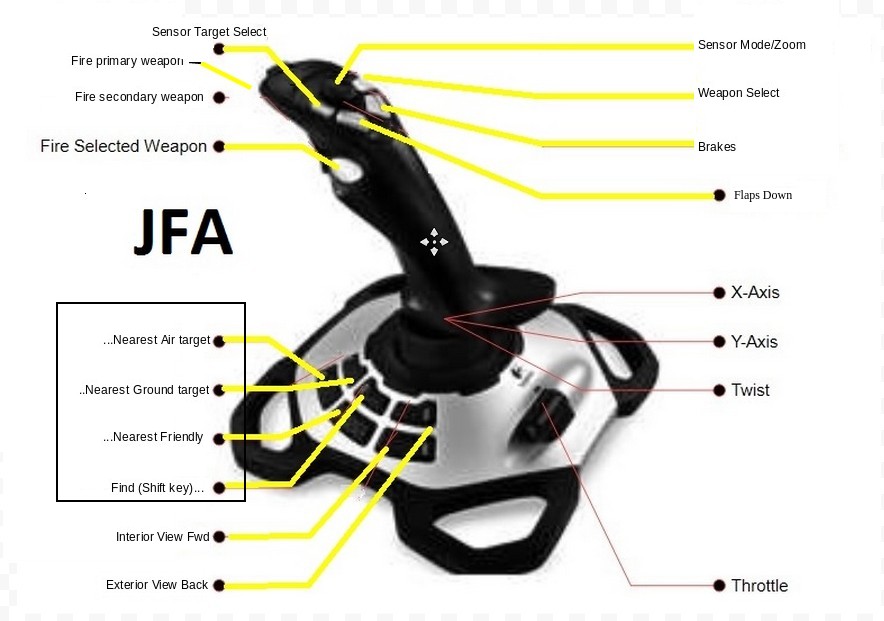 Sensor Target Select
Sensor Mode/Zoom
Fire primary weapon
Weapon Select
Fire secondary weapon
Fire Selected Weapon
Brakes
Flaps Down
JFA
X-Axis
...Nearest Air target
Y-Axis
..Nearest Ground target
Twist
...Nearest Friendly
Find (Shift key)...
Interior View Fwd
Exterior View Back
Throttle